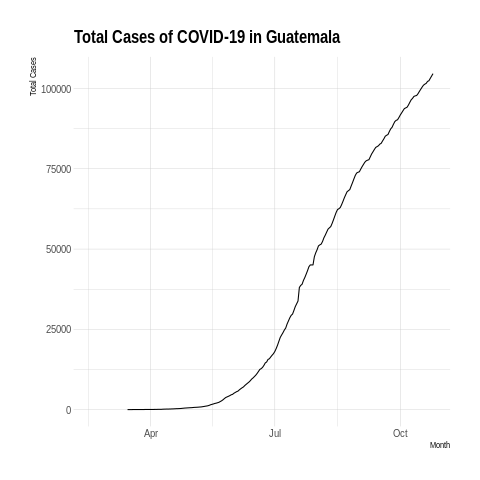 Total Cases of COVID-19 in Guatemala
Total Cases
100000
75000
50000
25000
0
Apr
Jul
Oct
Month